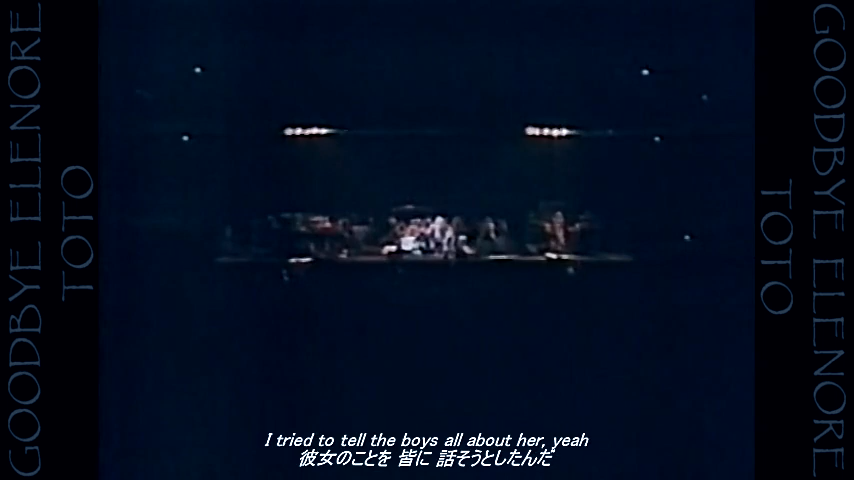 GOODBYE ELENORE
TOTO
GOODBYE ELENORE
TOTO
I tried to tell the boys all about her, yeah
彼女のことを 皆に 話そうとしたんだ